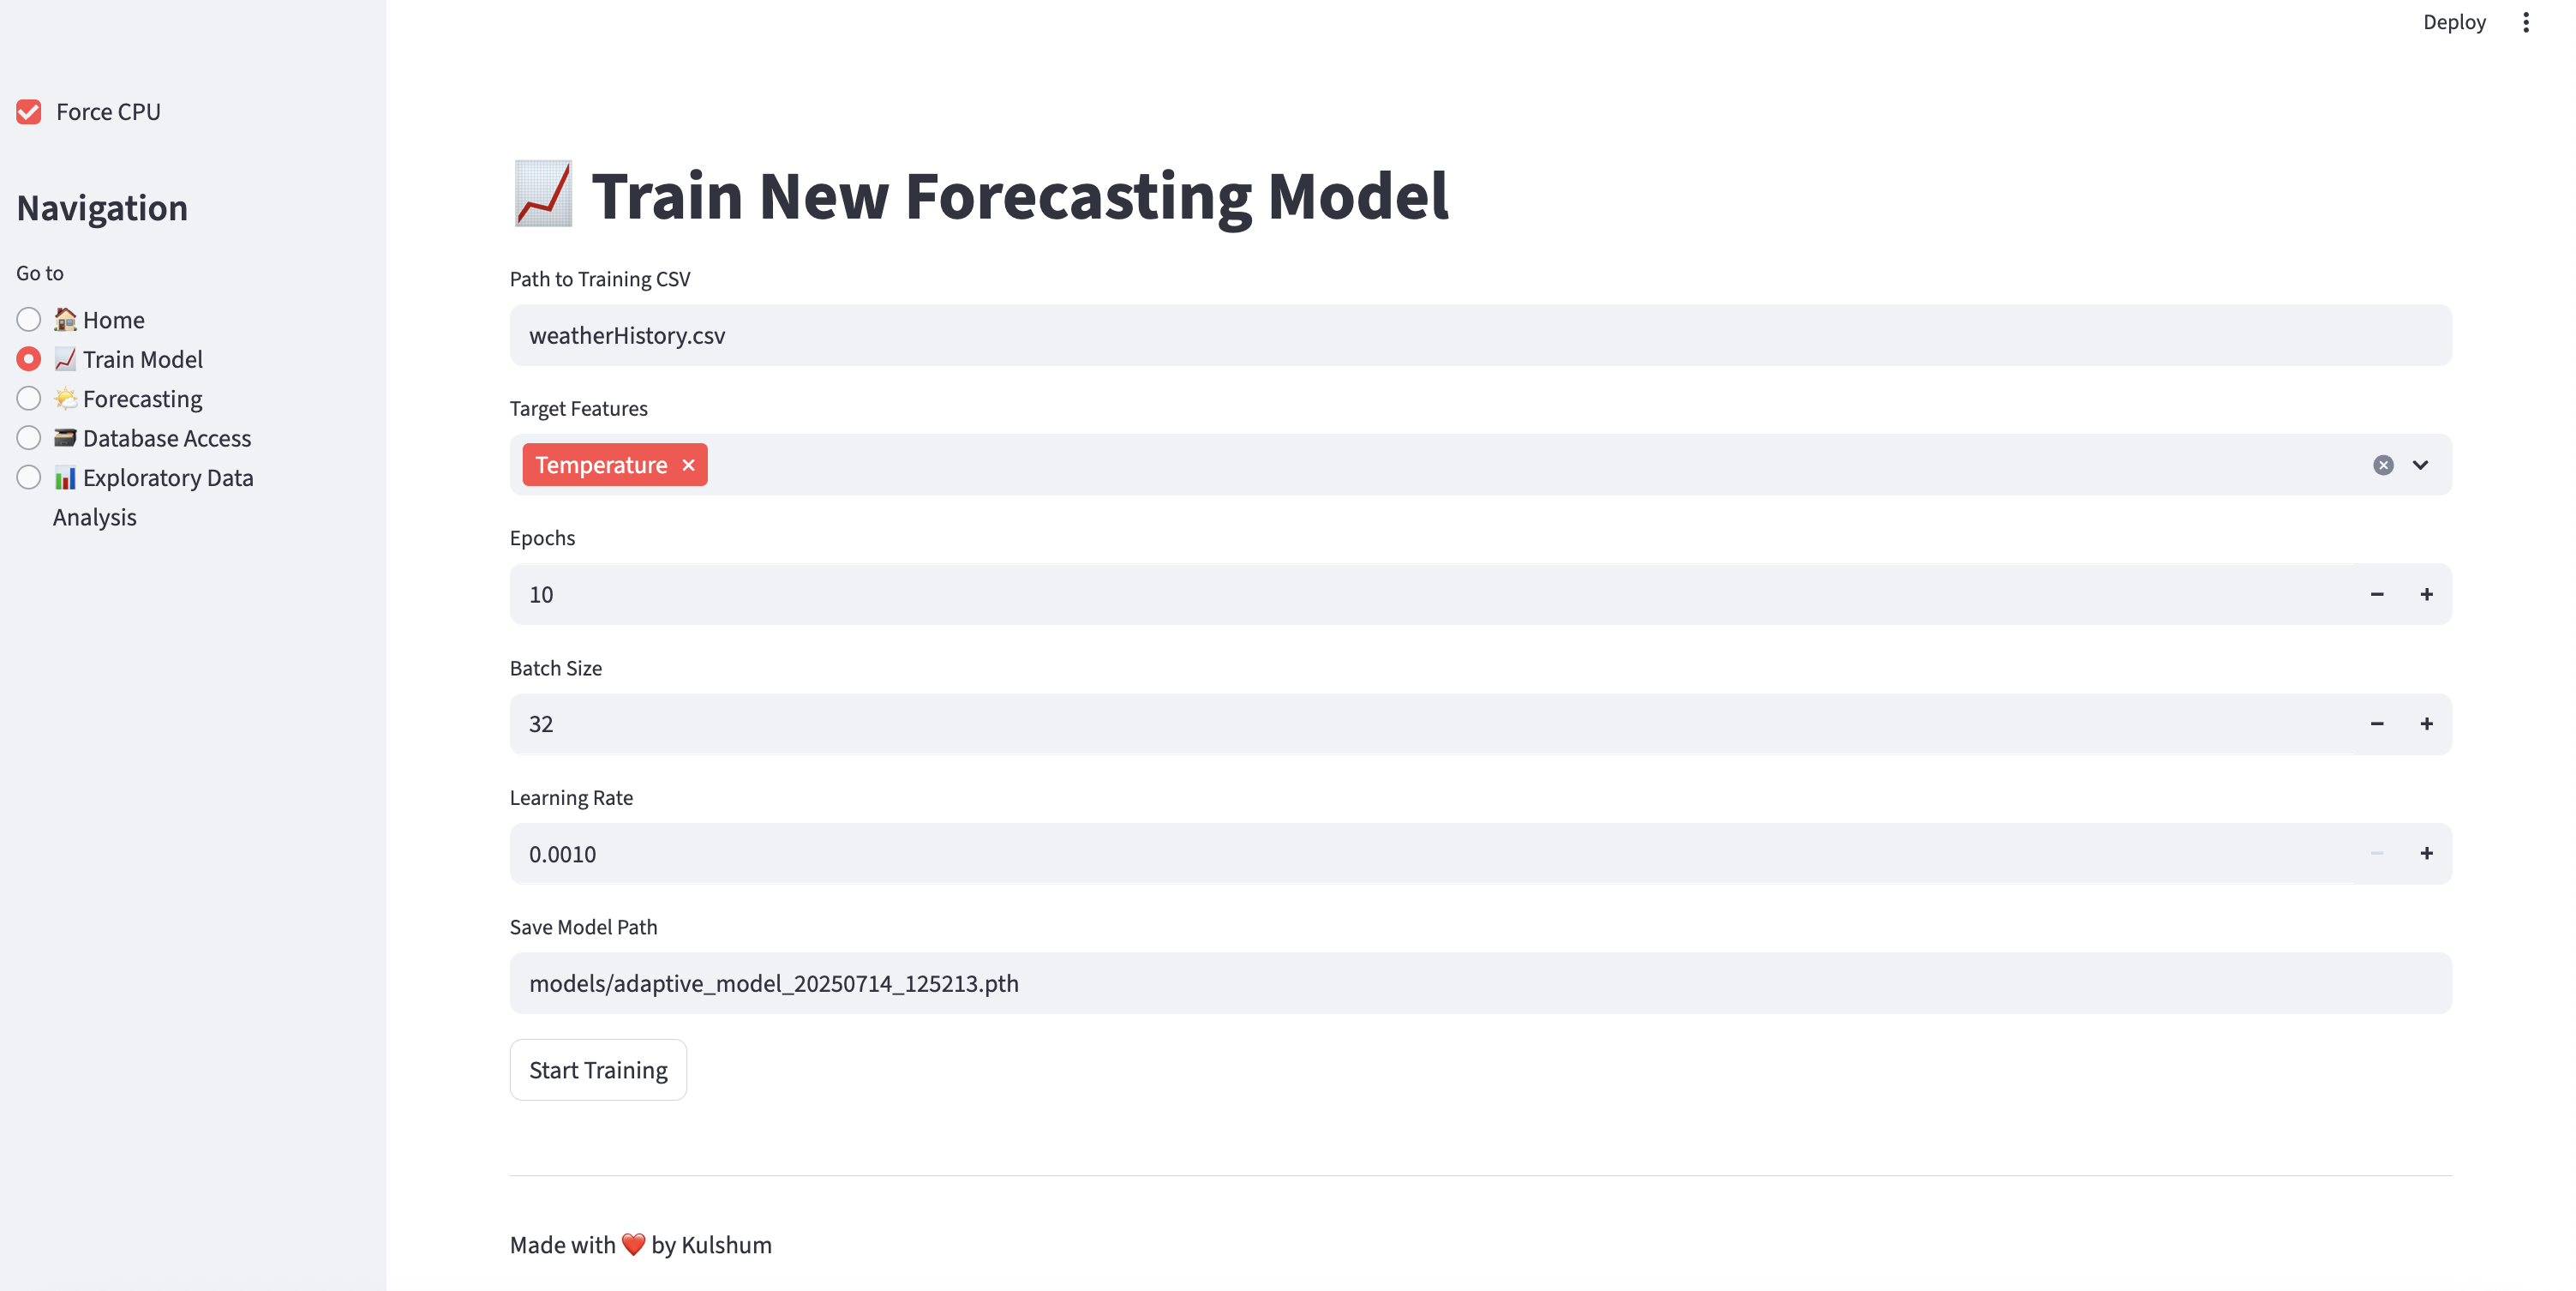 Deploy
Force CPU
Navigation
Go to
Home
Train Model
Forecasting
Database Access
Exploratory Data
Analysis
Train New Forecasting Model
Path to Training CSV
weatherHistory.csv
Target Features
Temperature
Epochs
10
Batch Size
32
Learning Rate
0.0010
Save Model Path
models/adaptive_model_20250714_125213.pth
Start Training
Made with ❤️ by Kulshum